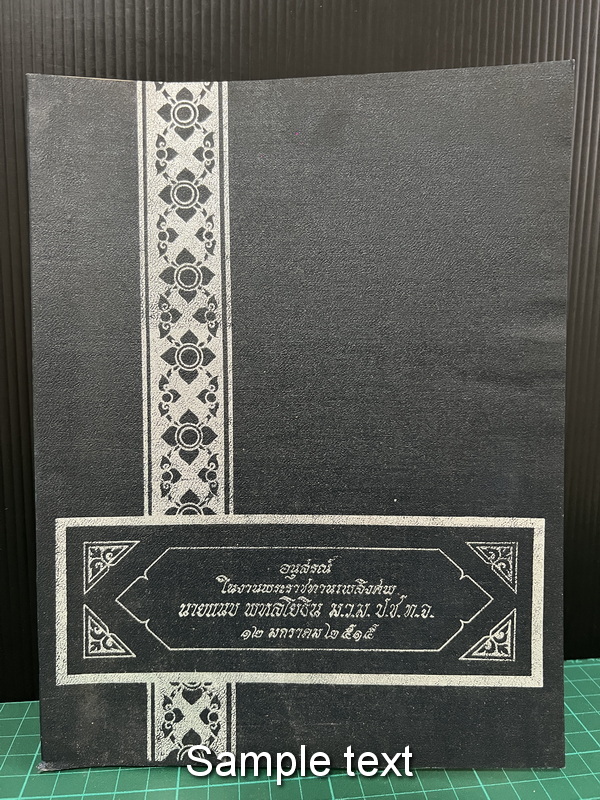 อนุสรณ์
ในงานพระราชทานเพลิงศพ
นายแนบ พหลโยธิน ม.ว.ม. ป.ช. ท.จ.
๑๒ มกราคม ๒๕๑๕
Sample text